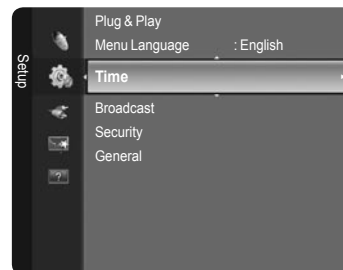 Setup
Plug & Play
Menu Language : English
Time
Broadcast
Security
General
?